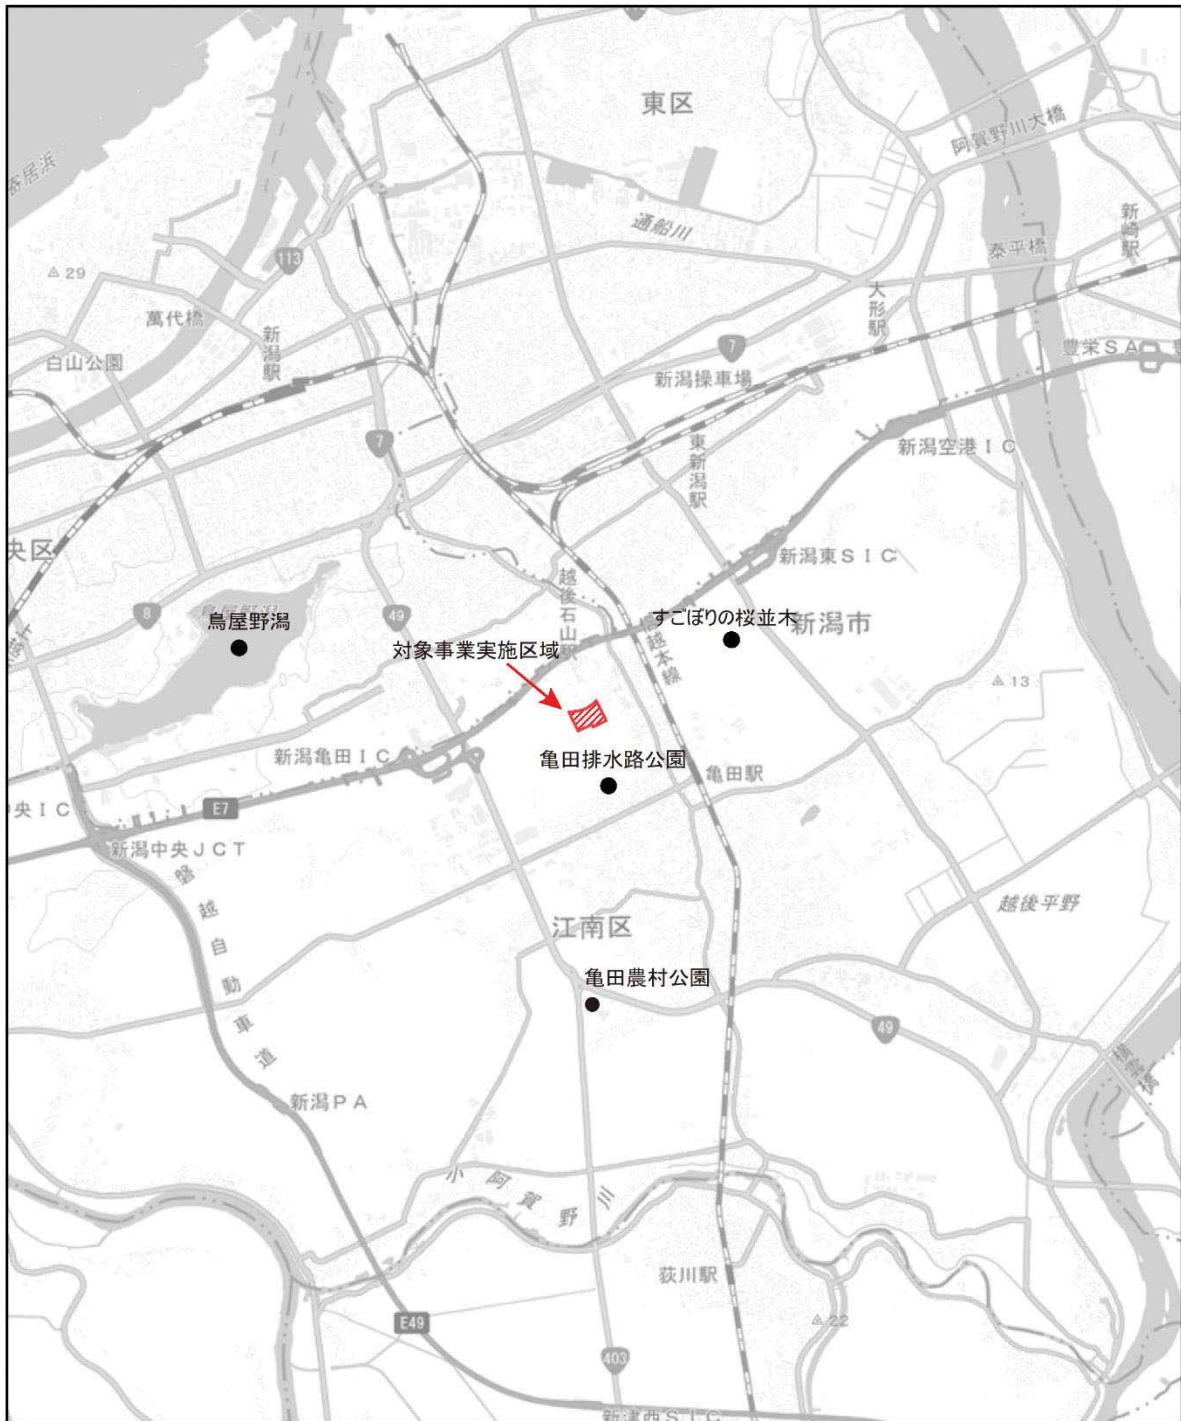 東区
阿賀野川大橋
寄居浜
新崎駅
通船川
泰平橋
113
29
大形駅
萬代橋
新潟駅
豊栄ＳＡ
7
白山公園
新潟操車場
7
東新潟駅
新潟空港ＩＣ
央区
新潟東ＳＩＣ
越後石山駅
8
49
鳥屋野潟
鳥屋野潟
すごぼりの桜並木
新潟市
対象事業実施区域
越本線
13
新潟亀田ＩＣ
亀田排水路公園
亀田駅
央ＩＣ
E7
新潟中央ＪＣＴ
磐越自動車道
越後平野
江南区
亀田農村公園
49
横雲橋
新潟ＰＡ
小阿賀野川
荻川駅
22
E49
403
新津西ＳＩＣ